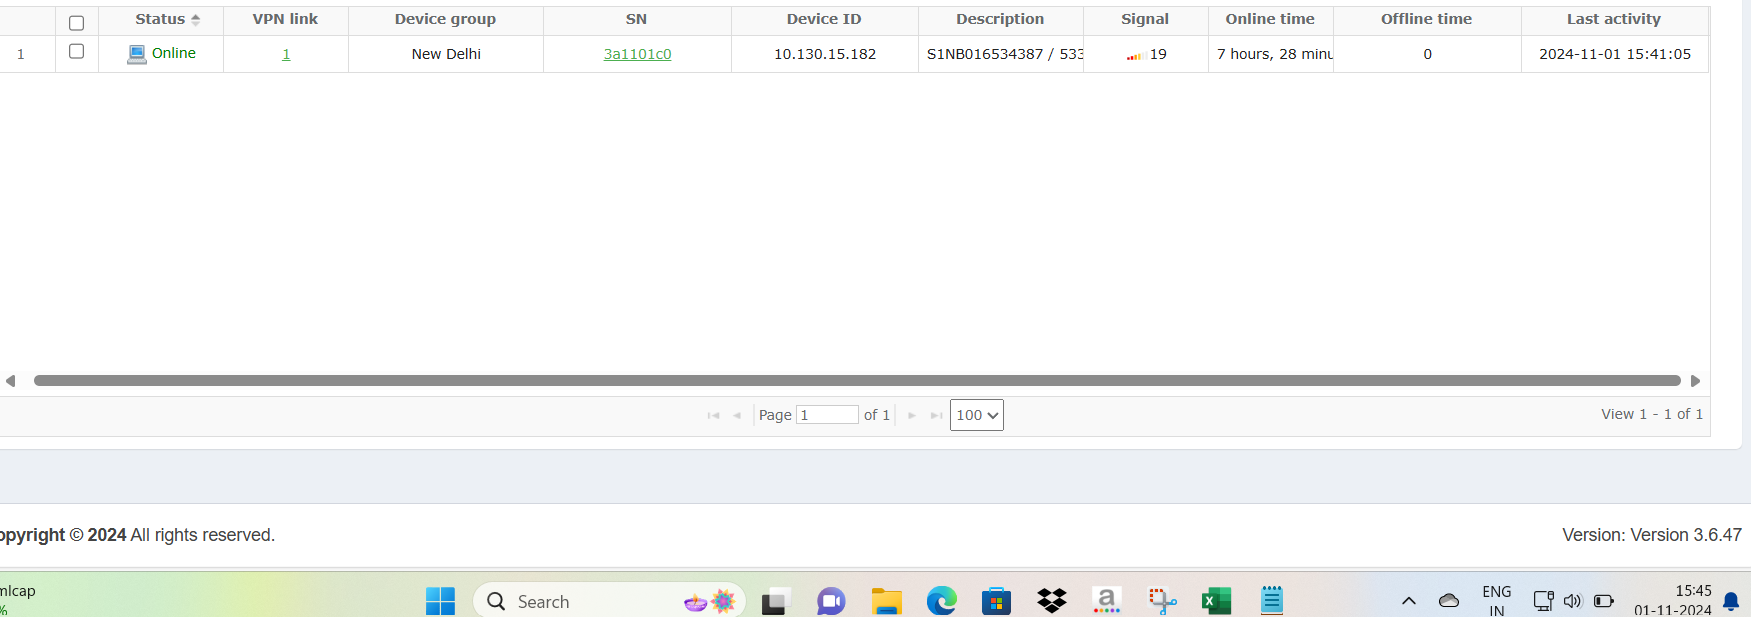 Status VPN link Device group SN Device ID Description Signal Online time Offline time Last activity
1 Online 1 New Delhi 3a1101c0 10.130.15.182 S1NB016534387 / 533 19 7 hours, 28 minu 0 2024-11-01 15:41:05
Page 1 of 1 100 View 1 - 1 of 1
opyright © 2024 All rights reserved. Version: Version 3.6.47
mlcap
%
Search
a
ENG
IN
15:45
01-11-2024